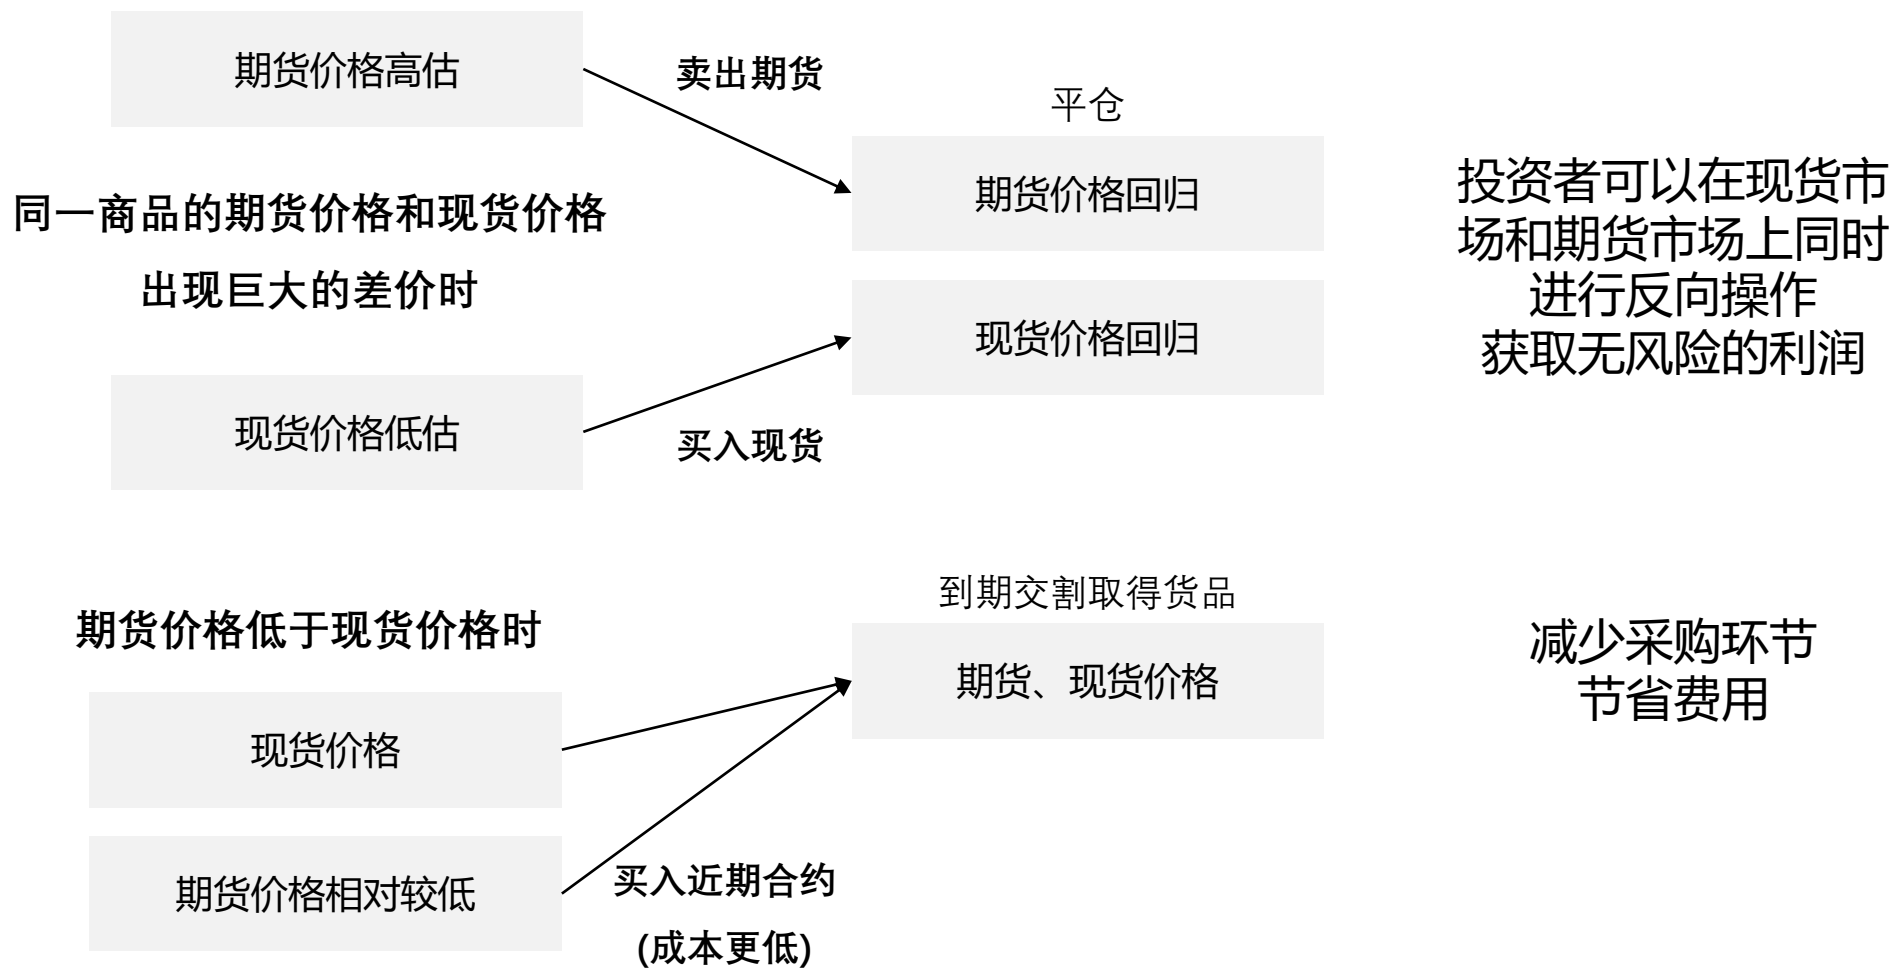 期货价格高估
卖出期货
平仓
期货价格回归
同一商品的期货价格和现货价格
出现巨大的差价时
现货价格回归
现货价格低估
买入现货
投资者可以在现货市
场和期货市场上同时
进行反向操作
获取无风险的利润
期货价格低于现货价格时
到期交割取得货品
期货、现货价格
现货价格
期货价格相对较低
买入近期合约
(成本更低)
减少采购环节
节省费用